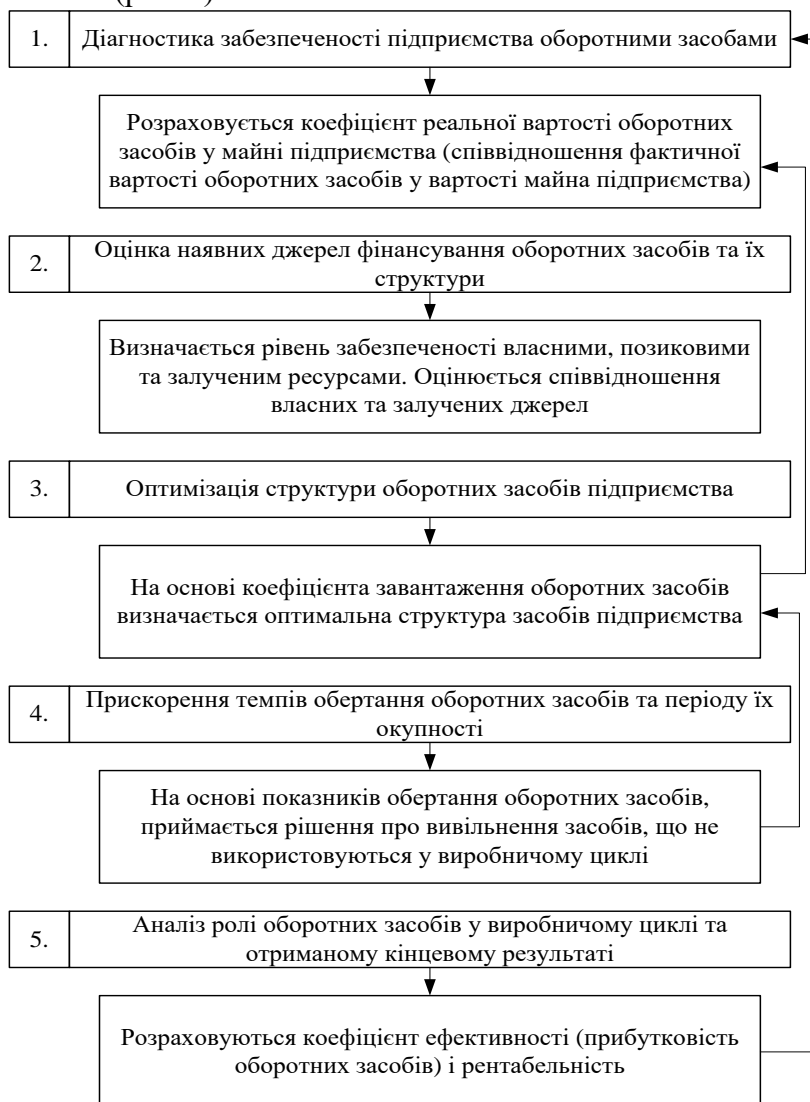 1. Діагностика забезпеченості підприємства оборотними засобами
Розраховується коефіцієнт реальної вартості оборотних
засобів у майні підприємства (співвідношення фактичної
вартості оборотних засобів у вартості майна підприємства)
2. Оцінка наявних джерел фінансування оборотних засобів та їх
структури
Визначається рівень забезпеченості власними, позиковими
та залученим ресурсами. Оцінюється співвідношення
власних та залучених джерел
3. Оптимізація структури оборотних засобів підприємства
На основі коефіцієнта завантаження оборотних засобів
визначається оптимальна структура засобів підприємства
4. Прискорення темпів обертання оборотних засобів та періоду їх
окупності
На основі показників обертання оборотних засобів,
приймається рішення про вивільнення засобів, що не
використовуються у виробничому циклі
5. Аналіз ролі оборотних засобів у виробничому циклі та
отриманому кінцевому результаті
Розраховуються коефіцієнт ефективності (прибутковість
оборотних засобів) і рентабельність